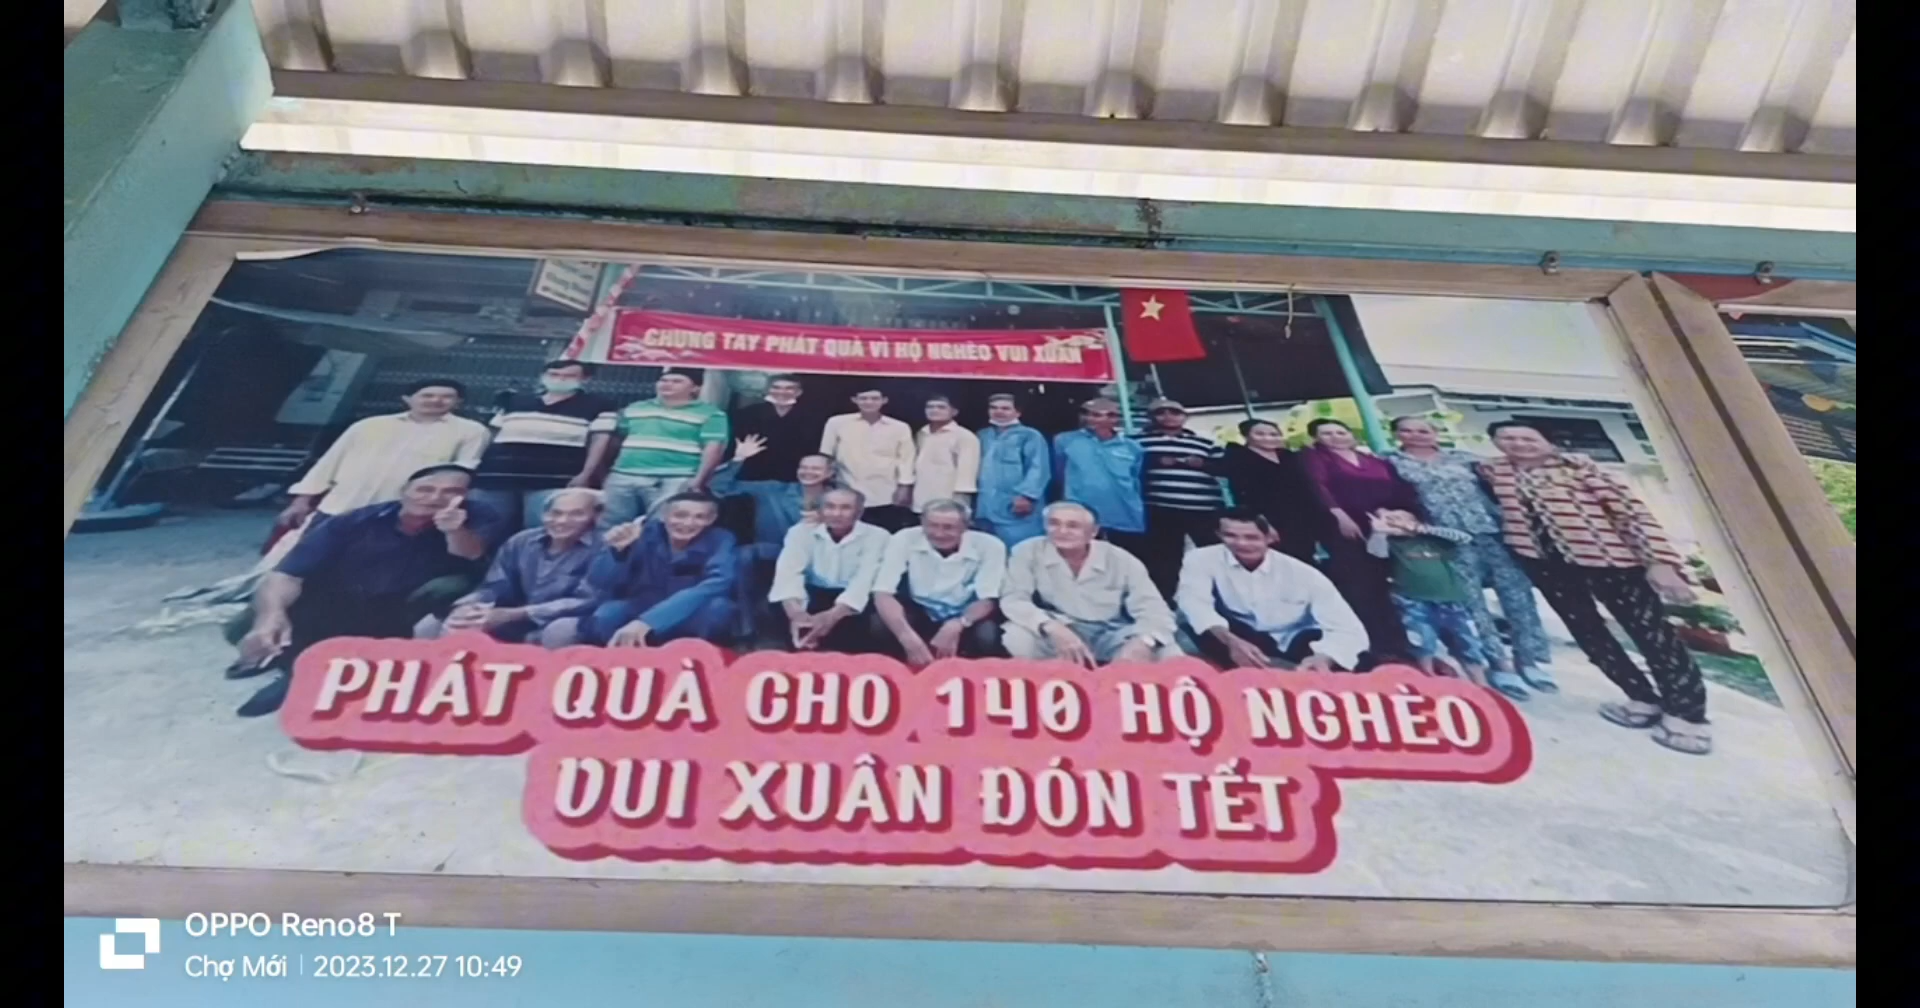 CHUNG TAY PHÁT QUÀ VÌ HỘ NGHÈO VUI XUÂN
PHÁT QUÀ CHO 140 HỘ NGHÈO
VUI XUÂN ĐÓN TẾT
OPPO Reno8 T
Chợ Mới | 2023.12.27 10:49